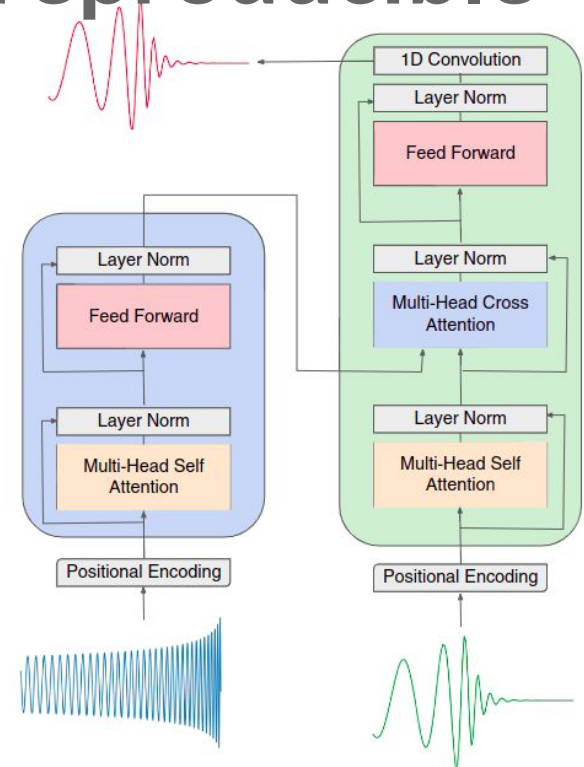 reproducible
1D Convolution
Layer Norm
Feed Forward
Layer Norm
Multi-Head Cross
Attention
Layer Norm
Multi-Head Self
Attention
Positional Encoding
Layer Norm
Feed Forward
Layer Norm
Multi-Head Self
Attention
Positional Encoding